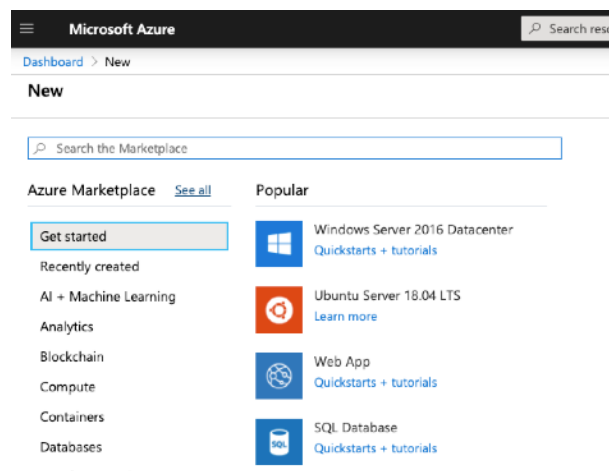 Microsoft Azure
Search reso
Dashboard > New
New
Search the Marketplace
Azure Marketplace See all
Popular
Get started
Recently created
AI + Machine Learning
Analytics
Blockchain
Compute
Containers
Databases
Windows Server 2016 Datacenter
Quickstarts + tutorials
Ubuntu Server 18.04 LTS
Learn more
Web App
Quickstarts + tutorials
SQL Database
Quickstarts + tutorials